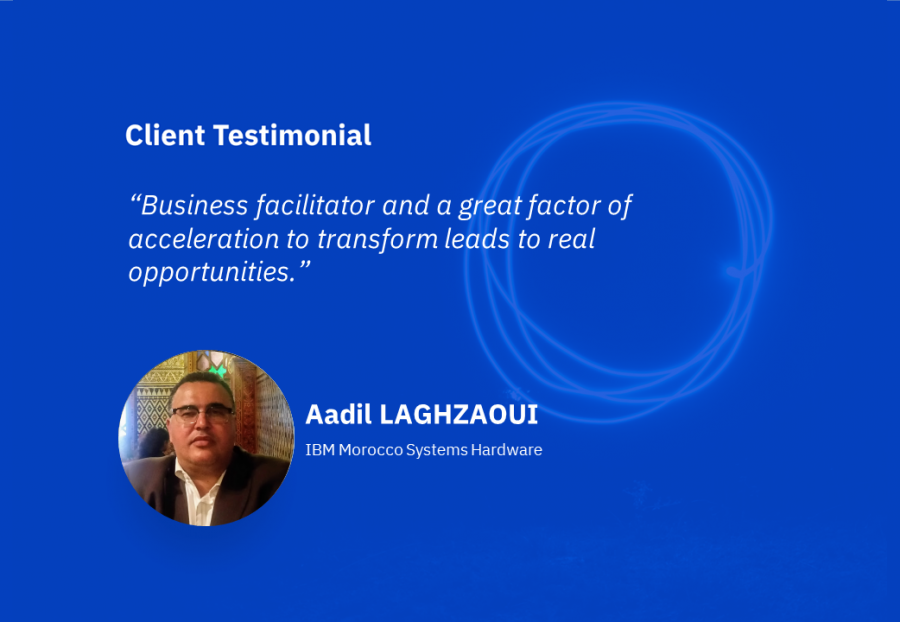 Client Testimonial
“Business facilitator and a great factor of
acceleration to transform leads to real
opportunities.”
Aadil LAGHZAOUI
IBM Morocco Systems Hardware